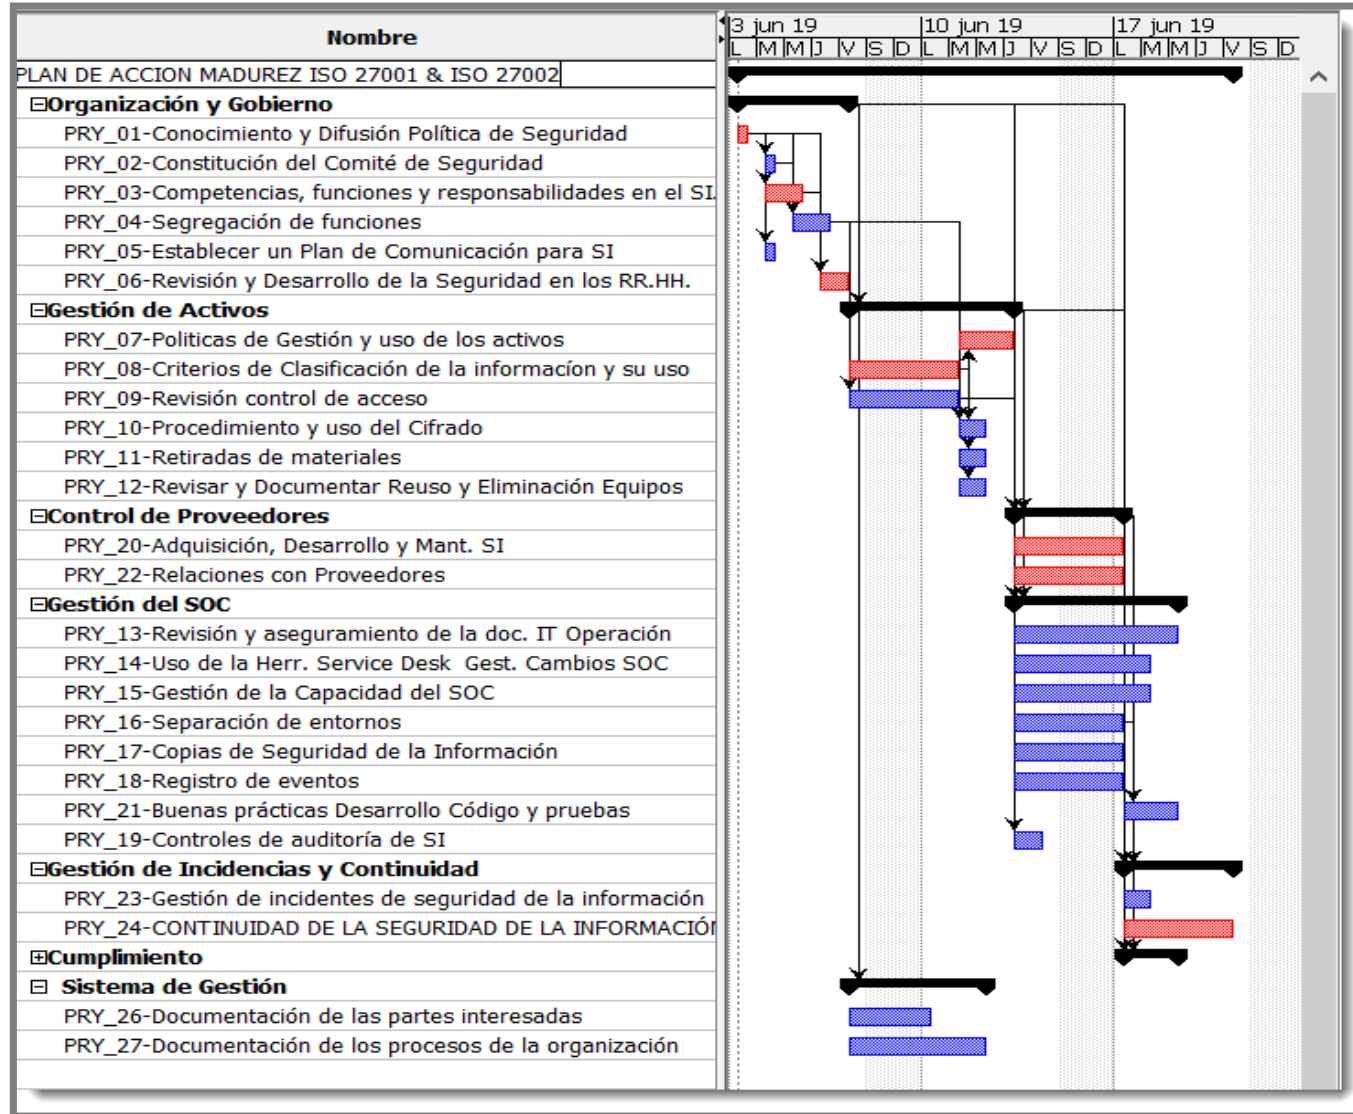 Nombre
3 jun 19 10 jun 19 17 jun 19
L M M J V S D L M M J V S D L M M J V S D
PLAN DE ACCION MADUREZ ISO 27001 & ISO 27002
Organización y Gobierno
PRY_01-Conocimiento y Difusión Política de Seguridad
PRY_02-Constitución del Comité de Seguridad
PRY_03-Competencias, funciones y responsabilidades en el SI.
PRY_04-Segregación de funciones
PRY_05-Establecer un Plan de Comunicación para SI
PRY_06-Revisión y Desarrollo de la Seguridad en los RR.HH.
Gestión de Activos
PRY_07-Politicas de Gestión y uso de los activos
PRY_08-Criterios de Clasificación de la informacíon y su uso
PRY_09-Revisión control de acceso
PRY_10-Procedimiento y uso del Cifrado
PRY_11-Retiradas de materiales
PRY_12-Revisar y Documentar Reuso y Eliminación Equipos
Control de Proveedores
PRY_20-Adquisición, Desarrollo y Mant. SI
PRY_22-Relaciones con Proveedores
Gestión del SOC
PRY_13-Revisión y aseguramiento de la doc. IT Operación
PRY_14-Uso de la Herr. Service Desk Gest. Cambios SOC
PRY_15-Gestión de la Capacidad del SOC
PRY_16-Separación de entornos
PRY_17-Copias de Seguridad de la Información
PRY_18-Registro de eventos
PRY_21-Buenas prácticas Desarrollo Código y pruebas
PRY_19-Controles de auditoría de SI
Gestión de Incidencias y Continuidad
PRY_23-Gestión de incidentes de seguridad de la información
PRY_24-CONTINUIDAD DE LA SEGURIDAD DE LA INFORMACIÓN
Cumplimiento
Sistema de Gestión
PRY_26-Documentación de las partes interesadas
PRY_27-Documentación de los procesos de la organización